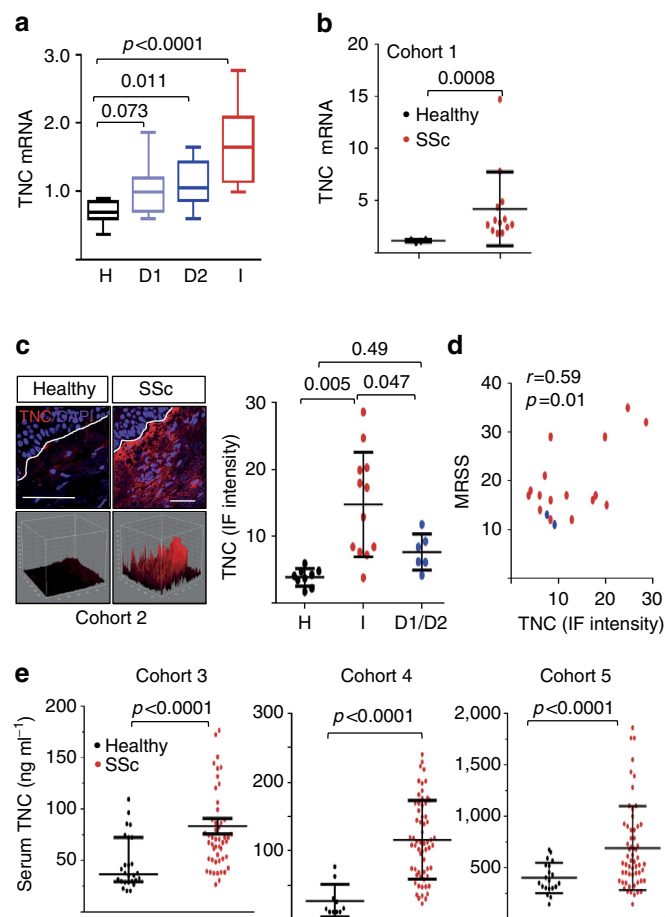 a
p<0.0001
0.011
0.073
3.0
2.0
1.0
TNC mRNA
H D1 D2 I
b
Cohort 1
0.0008
Healthy
SSc
20
15
10
5
0
TNC mRNA
c
Healthy SSc
TNC/DAPI
Cohort 2
0.49
0.005 0.047
30
20
10
0
TNC (IF intensity)
H I D1/D2
d
r=0.59
p=0.01
40
30
20
10
0
MRSS
0 10 20 30
TNC (IF intensity)
e
Cohort 3 Cohort 4 Cohort 5
p<0.0001 p<0.0001 p<0.0001
Healthy
SSc
Serum TNC (ng ml⁻¹)
200
150
100
50
300
200
100
2,000
1,500
1,000
500